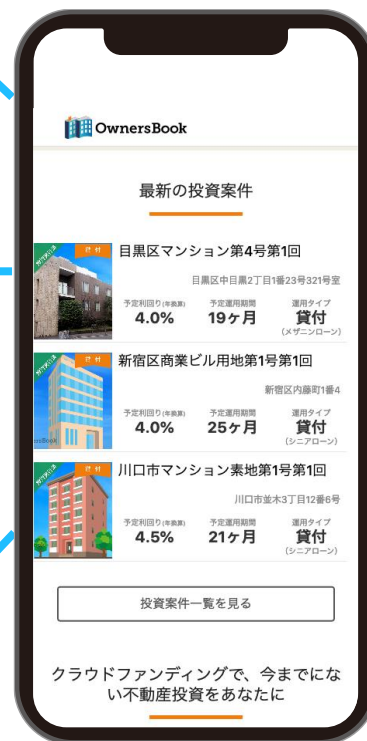 OwnersBook
最新の投資案件
貸付
目黒区マンション第4号第1回
目黒区中目黒2丁目1番23号321号室
予定利回り(年換算) 予定運用期間 運用タイプ
4.0% 19ヶ月 貸付
(メザニンローン)
貸付
新宿区商業ビル用地第1号第1回
新宿区内藤町1番4
予定利回り(年換算) 予定運用期間 運用タイプ
4.0% 25ヶ月 貸付
(シニアローン)
貸付
川口市マンション素地第1号第1回
川口市並木3丁目12番6号
予定利回り(年換算) 予定運用期間 運用タイプ
4.5% 21ヶ月 貸付
(シニアローン)
投資案件一覧を見る
クラウドファンディングで、今までにな
い不動産投資をあなたに